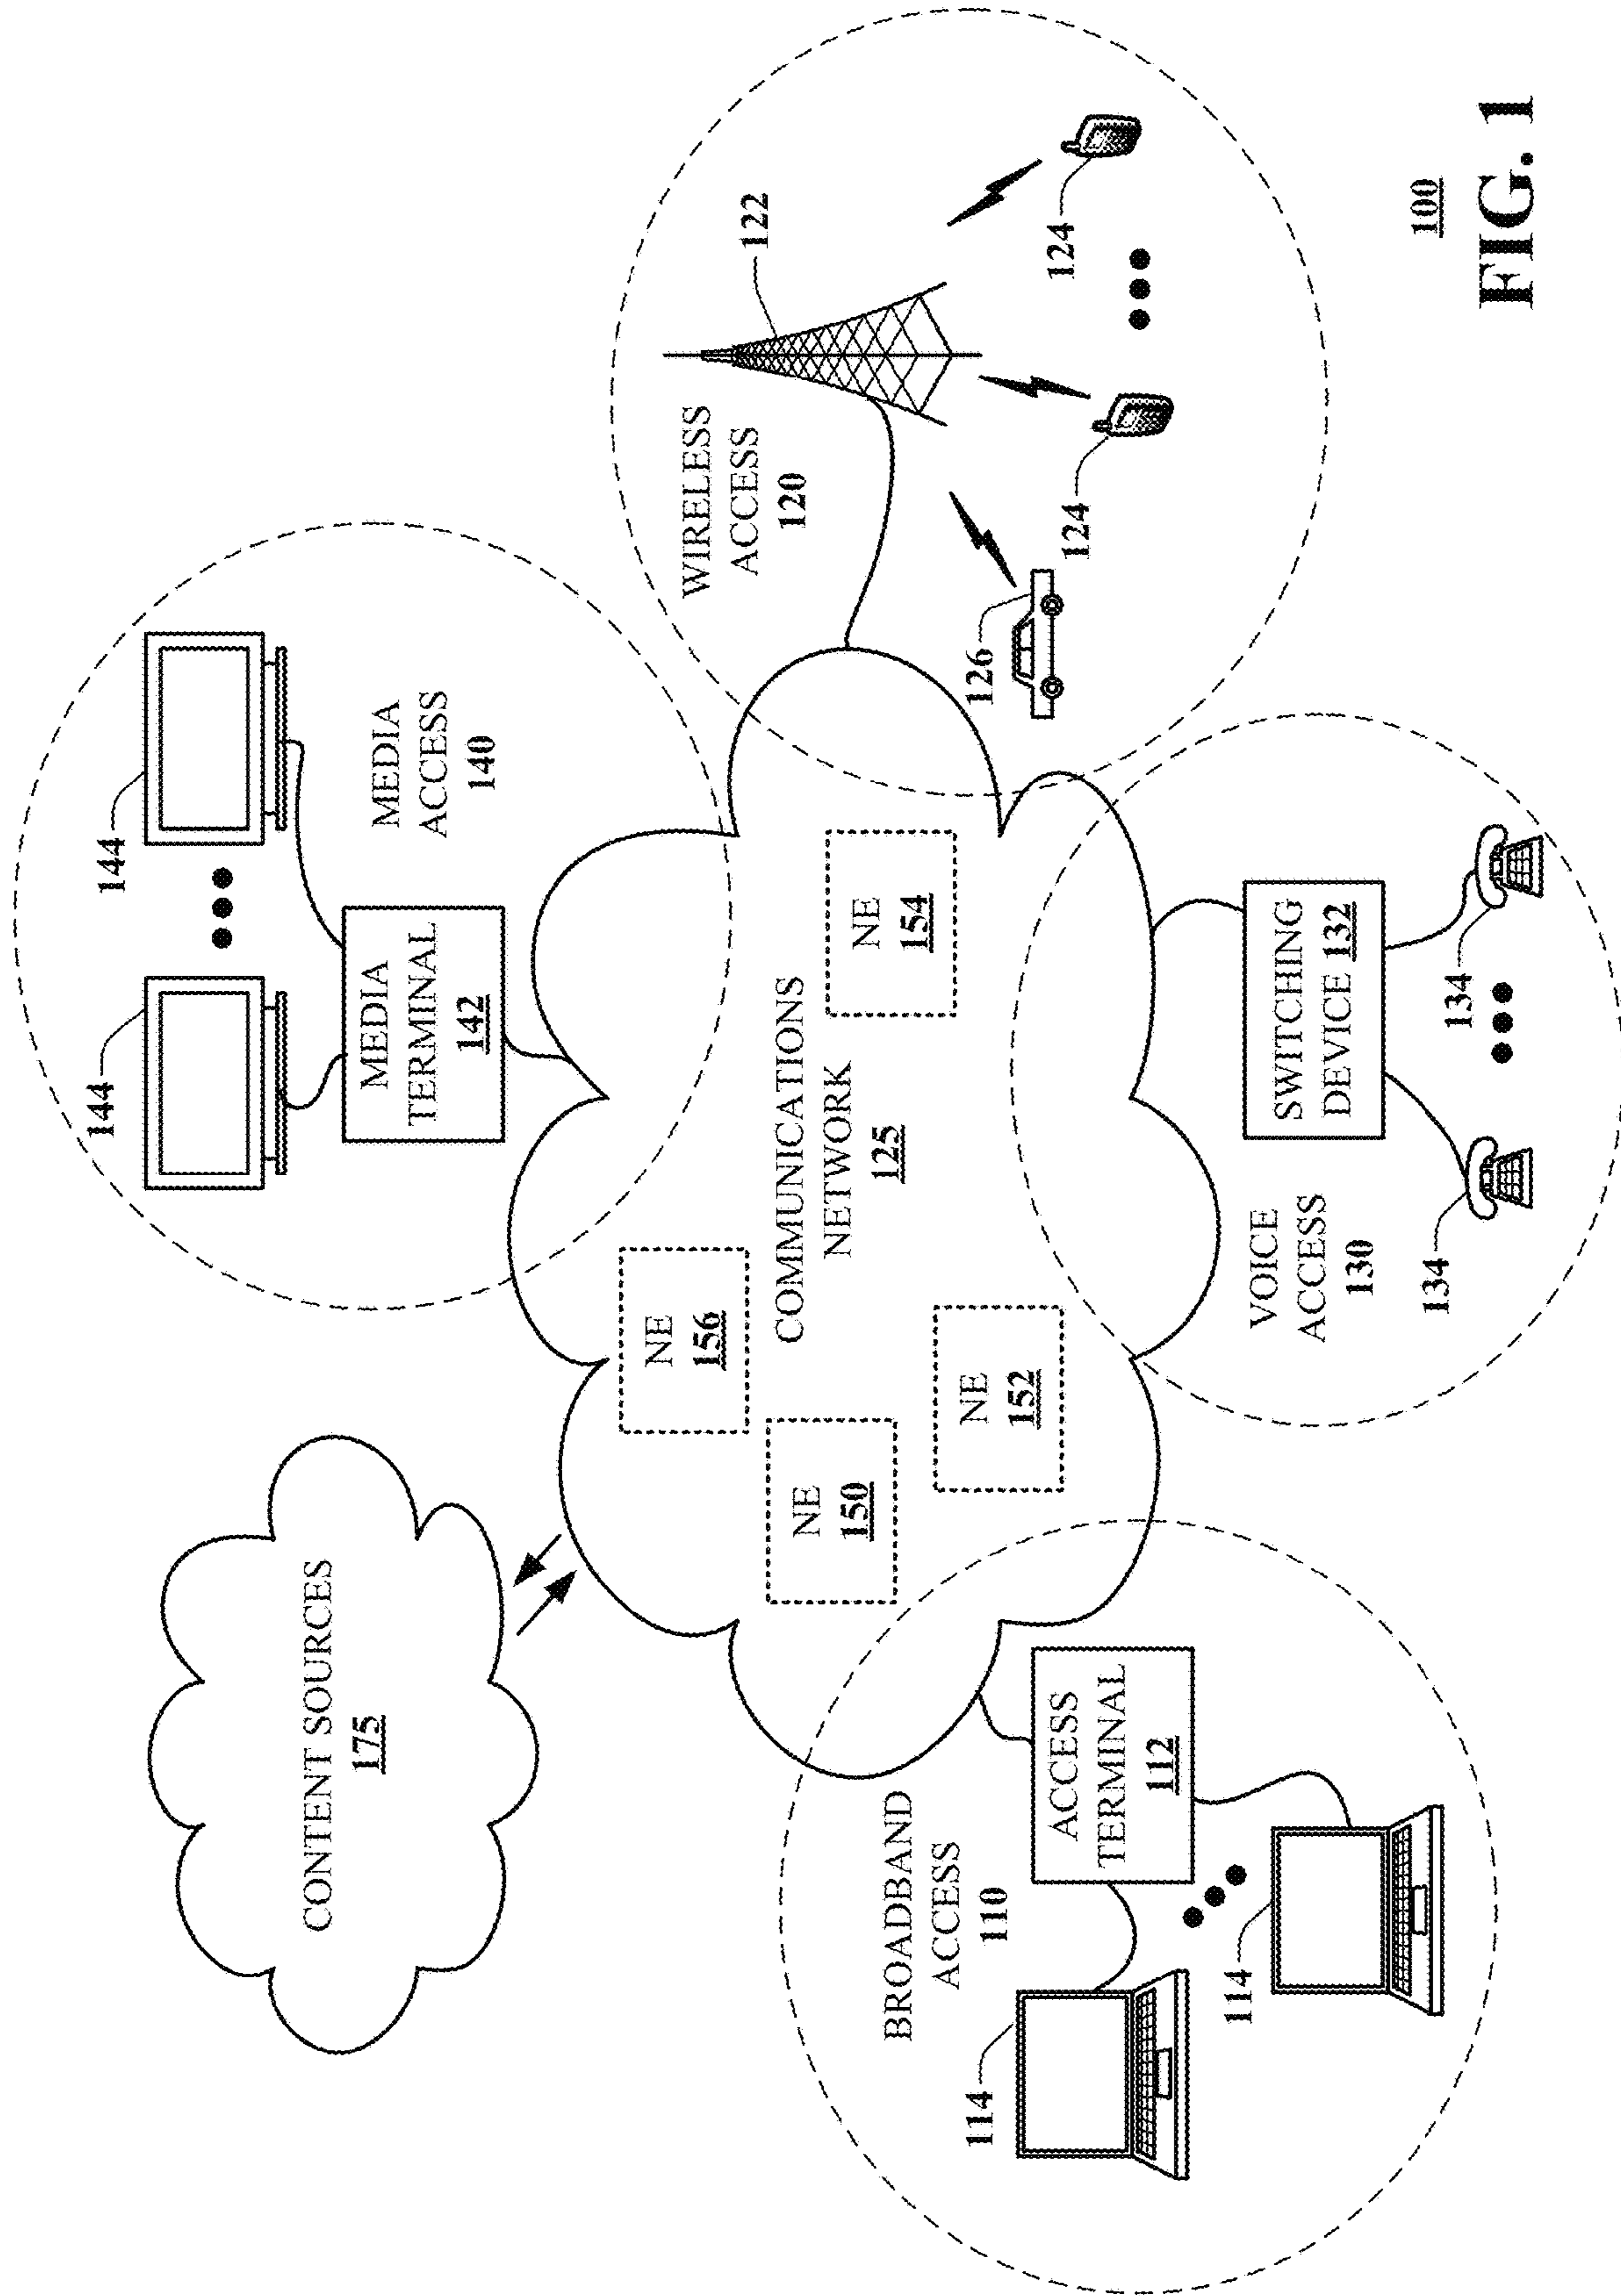 144
144
CONTENT SOURCES
175
MEDIA
TERMINAL
142
MEDIA
ACCESS
140
WIRELESS
ACCESS
120
122
NE
156
NE
150
COMMUNICATIONS
NETWORK
125
NE
154
NE
152
BROADBAND
ACCESS
110
114
ACCESS
TERMINAL
112
114
126
124
124
VOICE
ACCESS
130
SWITCHING
DEVICE 132
134
134
100
FIG. 1